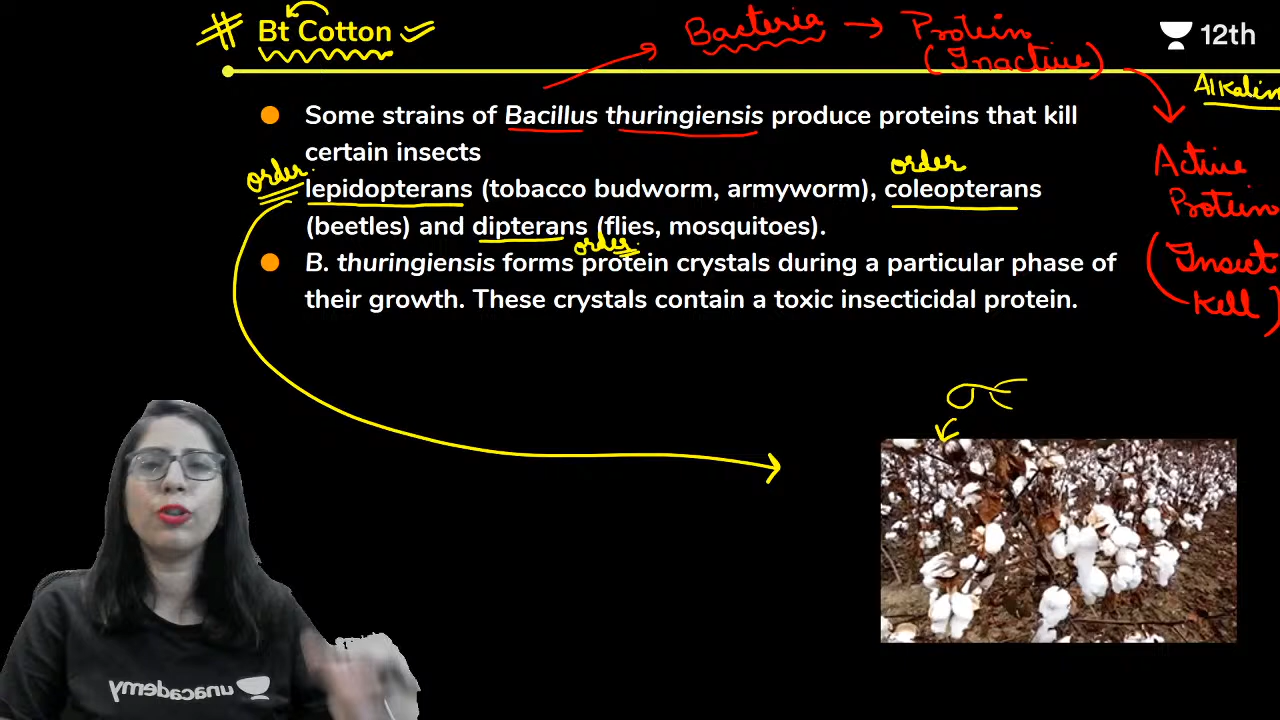 # Bt Cotton
Bacteria → Protein
(Inactive)
12th
Alkalin
Some strains of Bacillus thuringiensis produce proteins that kill
certain insects
order
order
lepidopterans (tobacco budworm, armyworm), coleopterans
(beetles) and dipterans (flies, mosquitoes).
order
B. thuringiensis forms protein crystals during a particular phase of
their growth. These crystals contain a toxic insecticidal protein.
Active
Protein
(Insect
Kell)
unacademy